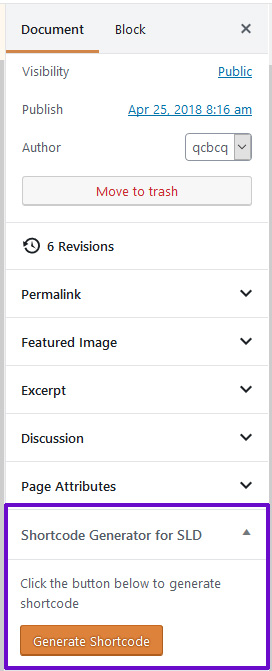 Document Block
Visibility Public
Publish Apr 25, 2018 8:16 am
Author qcbcq
Move to trash
6 Revisions
Permalink
Featured Image
Excerpt
Discussion
Page Attributes
Shortcode Generator for SLD
Click the button below to generate
shortcode
Generate Shortcode